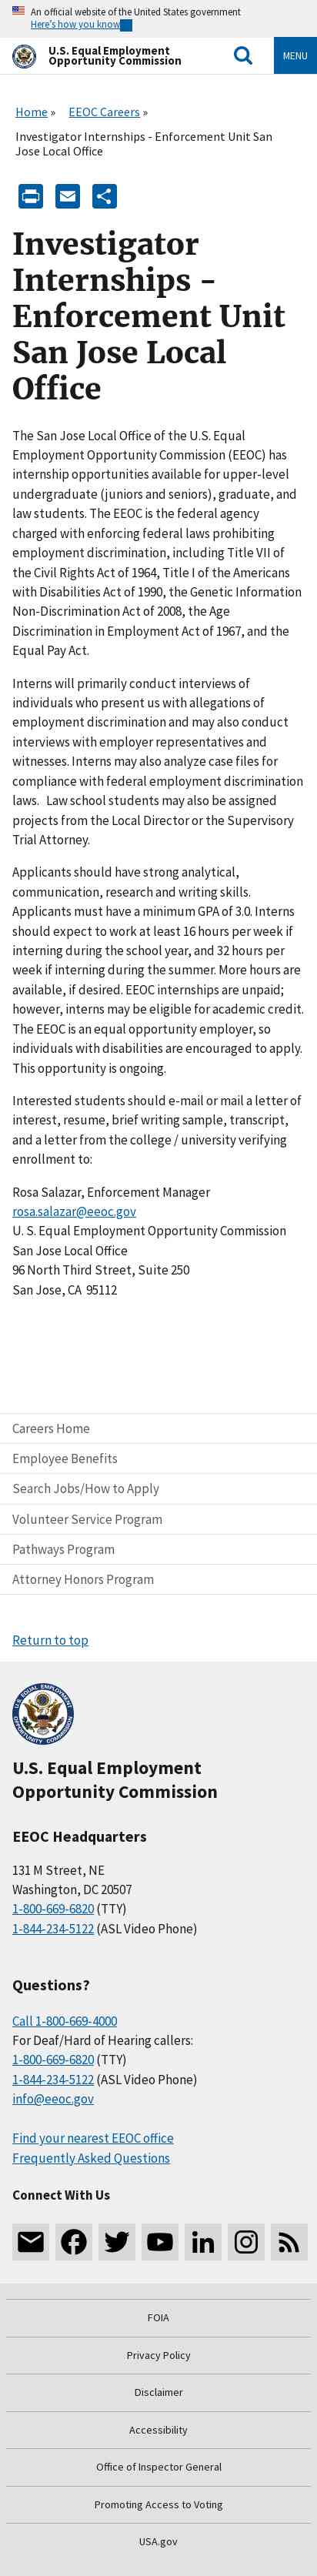 An official website of the United States government
Here's how you know
U.S. Equal Employment
Opportunity Commission
MENU
Home »
EEOC Careers »
Investigator Internships - Enforcement Unit San
Jose Local Office
Investigator
Internships -
Enforcement Unit
San Jose Local
Office
The San Jose Local Office of the U.S. Equal
Employment Opportunity Commission (EEOC) has
internship opportunities available for upper-level
undergraduate (juniors and seniors), graduate, and
law students. The EEOC is the federal agency
charged with enforcing federal laws prohibiting
employment discrimination, including Title VII of
the Civil Rights Act of 1964, Title I of the Americans
with Disabilities Act of 1990, the Genetic Information
Non-Discrimination Act of 2008, the Age
Discrimination in Employment Act of 1967, and the
Equal Pay Act.
Interns will primarily conduct interviews of
individuals who present us with allegations of
employment discrimination and may also conduct
interviews with employer representatives and
witnesses. Interns may also analyze case files for
compliance with federal employment discrimination
laws.   Law school students may also be assigned
projects from the Local Director or the Supervisory
Trial Attorney.
Applicants should have strong analytical,
communication, research and writing skills.
Applicants must have a minimum GPA of 3.0. Interns
should expect to work at least 16 hours per week if
interning during the school year, and 32 hours per
week if interning during the summer. More hours are
available, if desired. EEOC internships are unpaid;
however, interns may be eligible for academic credit.
The EEOC is an equal opportunity employer, so
individuals with disabilities are encouraged to apply.
This opportunity is ongoing.
Interested students should e-mail or mail a letter of
interest, resume, brief writing sample, transcript,
and a letter from the college / university verifying
enrollment to:
Rosa Salazar, Enforcement Manager
rosa.salazar@eeoc.gov
U. S. Equal Employment Opportunity Commission
San Jose Local Office
96 North Third Street, Suite 250
San Jose, CA  95112
Careers Home
Employee Benefits
Search Jobs/How to Apply
Volunteer Service Program
Pathways Program
Attorney Honors Program
Return to top
U.S. Equal Employment
Opportunity Commission
EEOC Headquarters
131 M Street, NE
Washington, DC 20507
1-800-669-6820 (TTY)
1-844-234-5122 (ASL Video Phone)
Questions?
Call 1-800-669-4000
For Deaf/Hard of Hearing callers:
1-800-669-6820 (TTY)
1-844-234-5122 (ASL Video Phone)
info@eeoc.gov
Find your nearest EEOC office
Frequently Asked Questions
Connect With Us
FOIA
Privacy Policy
Disclaimer
Accessibility
Office of Inspector General
Promoting Access to Voting
USA.gov